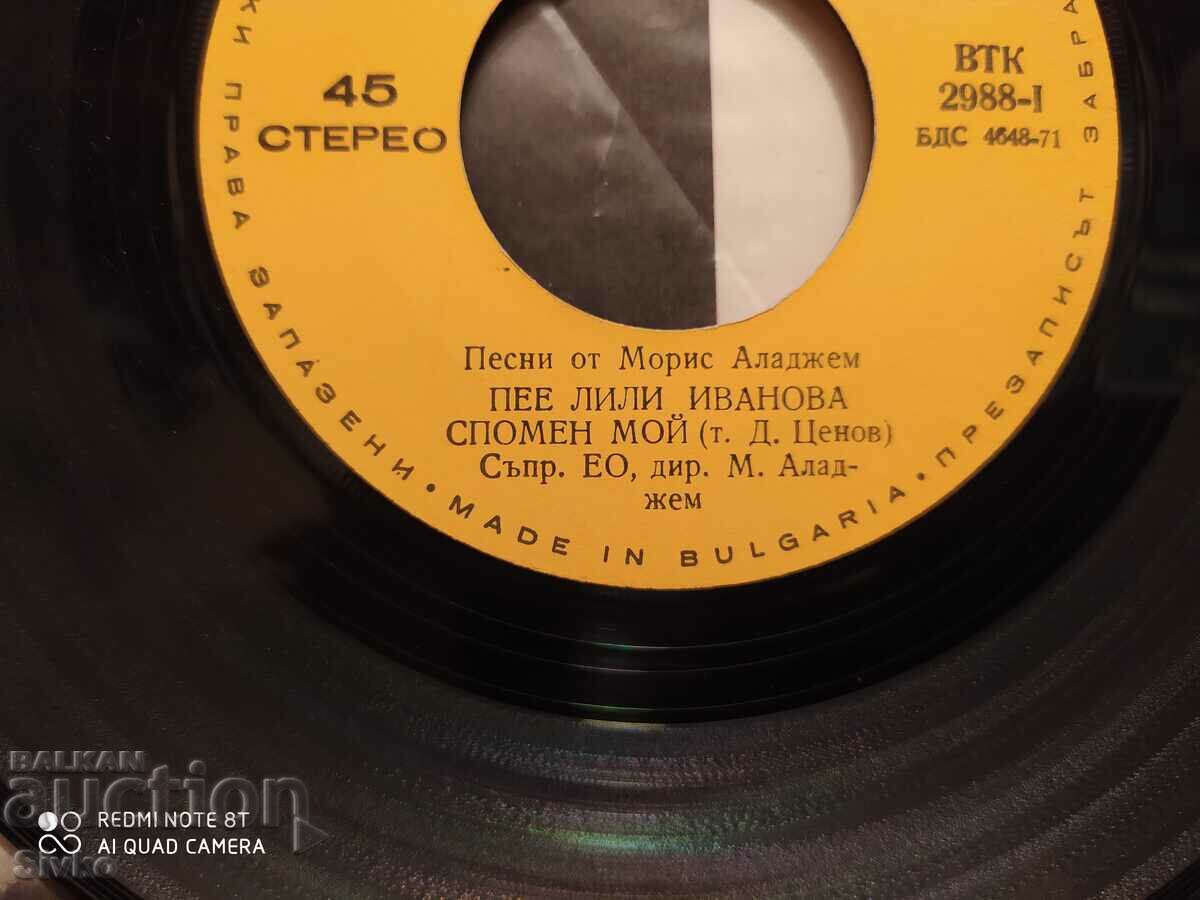 45
СТЕРЕО
ВТК
2988-I
БДС 4648-71
Песни от Морис Аладжем
ПЕЕ ЛИЛИ ИВАНОВА
СПОМЕН МОЙ (т. Д. Ценов)
Съпр. ЕО, дир. М. Алад-
жем
ПРАВА ЗАПАЗЕНИ • MADE IN BULGARIA • ПРЕЗАПИСЪТ
BALKAN
auction
REDMI NOTE 8T
AI QUAD CAMERA
Sivko